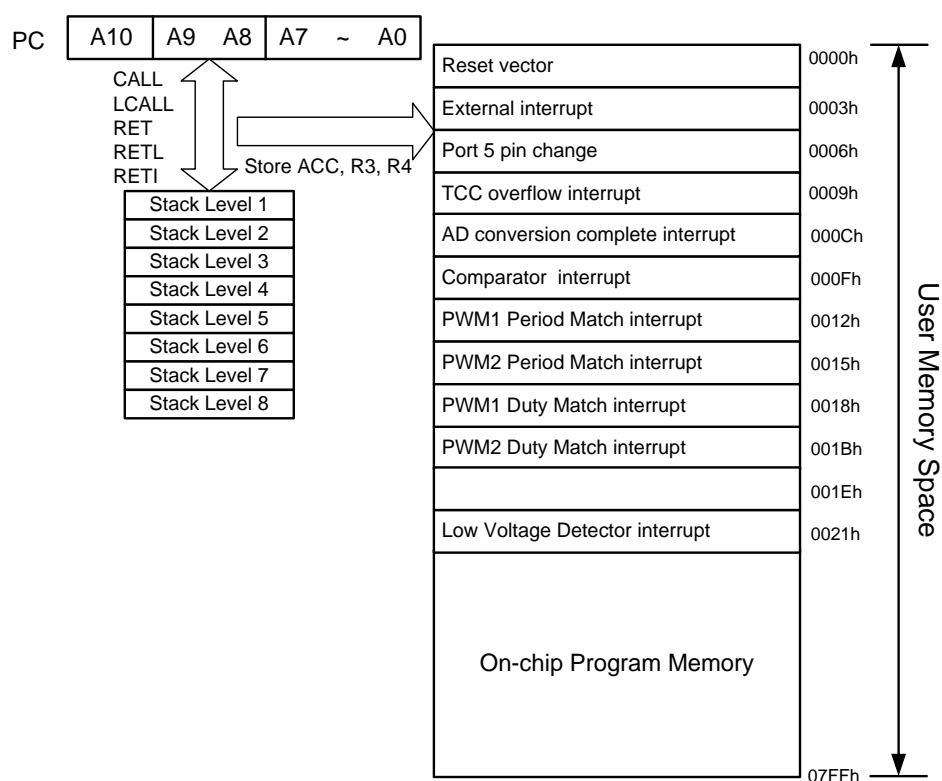 PC
A10 A9 A8 A7 ~ A0
CALL
LCALL
RET
RETL
RETI
Store ACC, R3, R4
Stack Level 1
Stack Level 2
Stack Level 3
Stack Level 4
Stack Level 5
Stack Level 6
Stack Level 7
Stack Level 8
Reset vector 0000h
External interrupt 0003h
Port 5 pin change 0006h
TCC overflow interrupt 0009h
AD conversion complete interrupt 000Ch
Comparator interrupt 000Fh
PWM1 Period Match interrupt 0012h
PWM2 Period Match interrupt 0015h
PWM1 Duty Match interrupt 0018h
PWM2 Duty Match interrupt 001Bh
001Eh
Low Voltage Detector interrupt 0021h
On-chip Program Memory
07FFh
User Memory Space